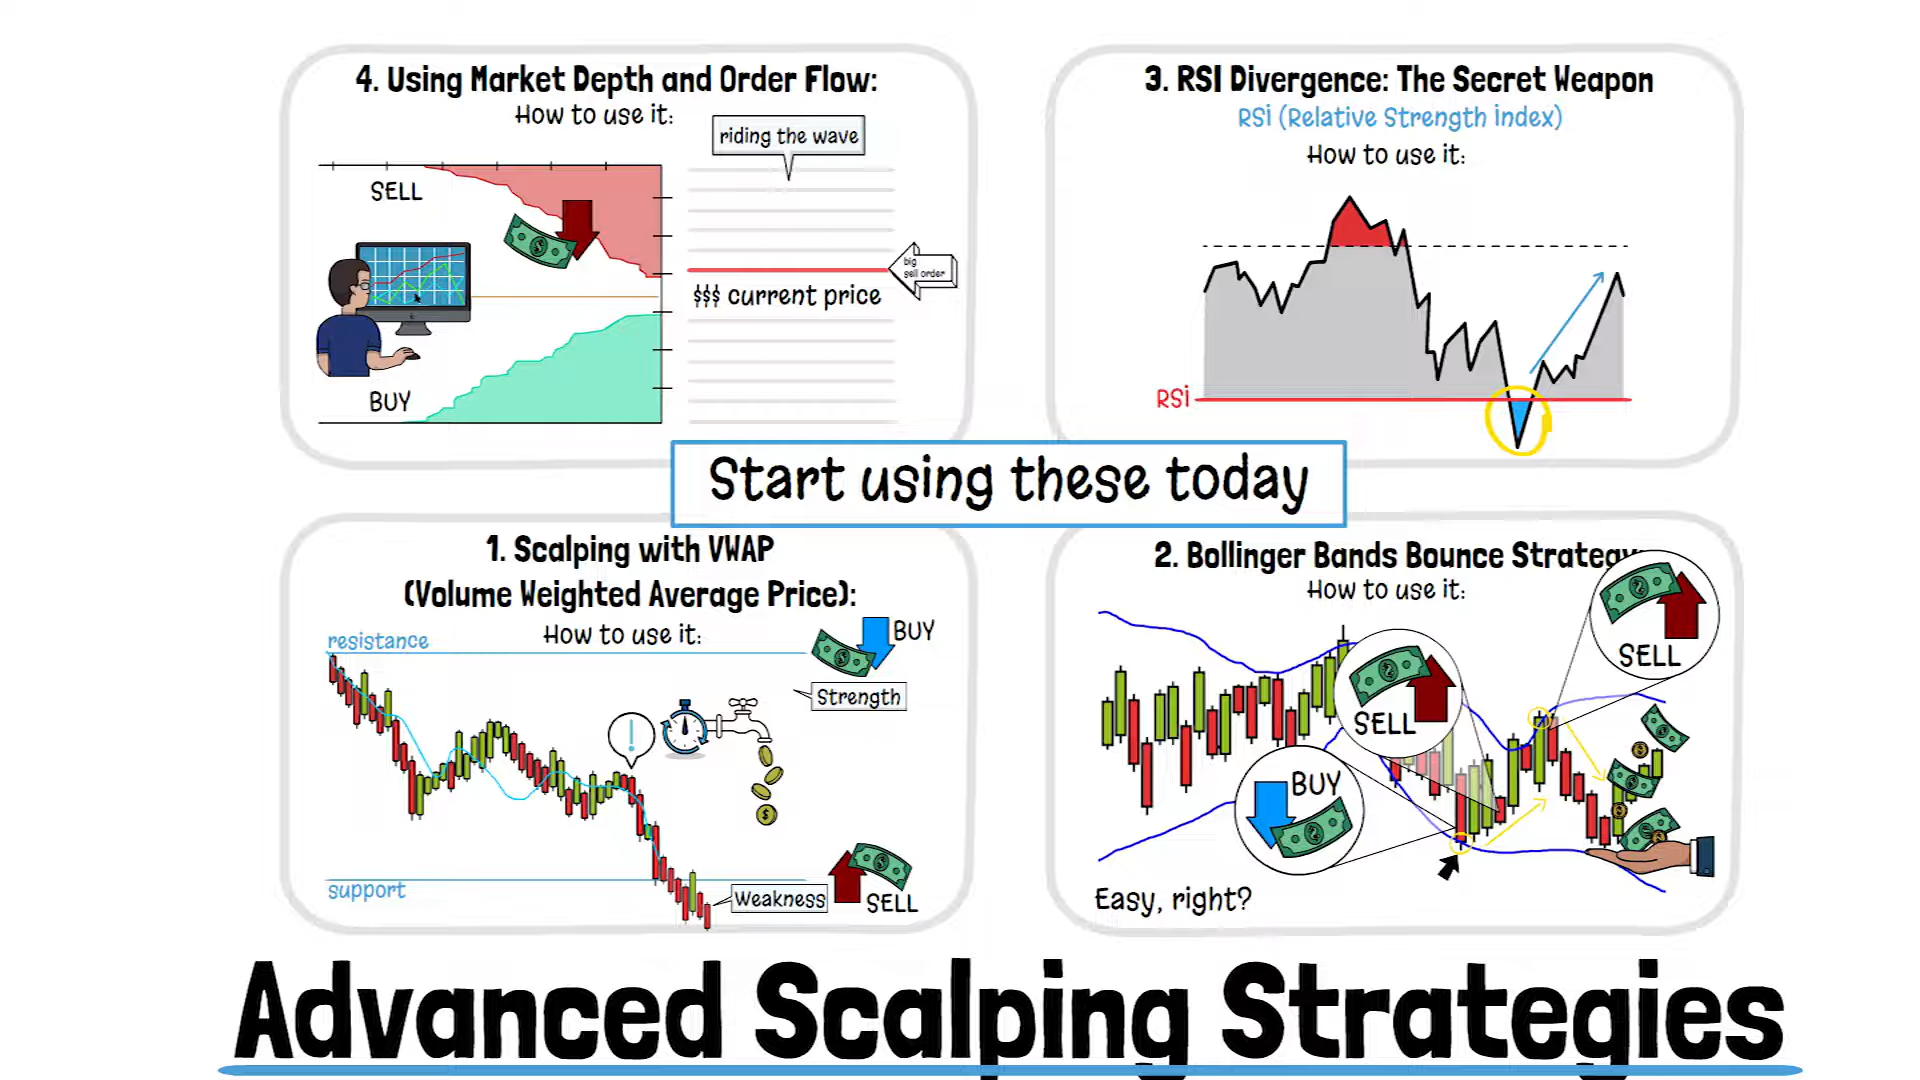 4. Using Market Depth and Order Flow:
How to use it:
riding the wave
SELL
big
sell order
$$$ current price
BUY
3. RSI Divergence: The Secret Weapon
RSI (Relative Strength Index)
How to use it:
RSI
Start using these today
1. Scalping with VWAP
(Volume Weighted Average Price):
How to use it:
resistance
BUY
Strength
!
support
Weakness
SELL
2. Bollinger Bands Bounce Strategy
How to use it:
SELL
SELL
BUY
Easy, right?
Advanced Scalping Strategies